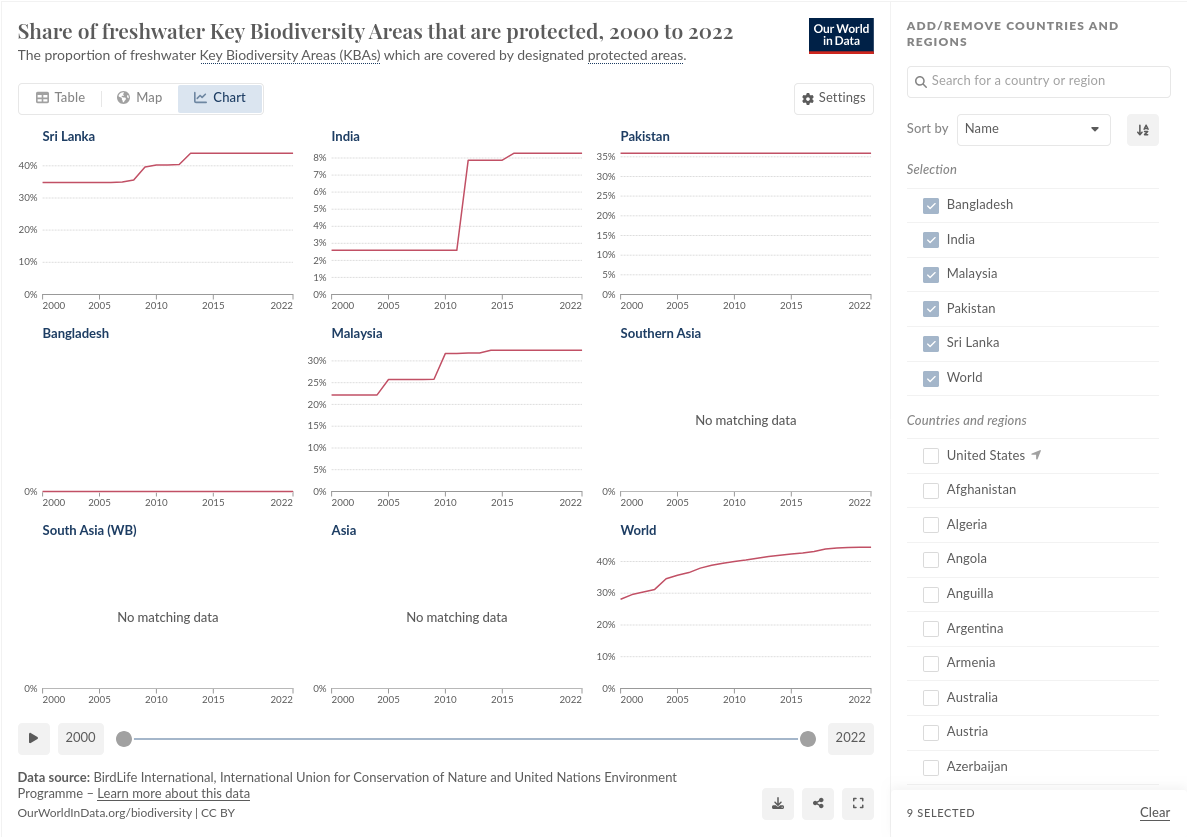 Share of freshwater Key Biodiversity Areas that are protected, 2000 to 2022
The proportion of freshwater Key Biodiversity Areas (KBAs) which are covered by designated protected areas.
Our World
in Data
Table
Map
Chart
Settings
Sri Lanka
40%
30%
20%
10%
0%
2000
2005
2010
2015
2022
India
8%
7%
6%
5%
4%
3%
2%
1%
0%
2000
2005
2010
2015
2022
Pakistan
35%
30%
25%
20%
15%
10%
5%
0%
2000
2005
2010
2015
2022
Bangladesh
0%
2000
2005
2010
2015
2022
Malaysia
30%
25%
20%
15%
10%
5%
0%
2000
2005
2010
2015
2022
Southern Asia
No matching data
0%
2000
2005
2010
2015
2022
South Asia (WB)
No matching data
0%
2000
2005
2010
2015
2022
Asia
No matching data
0%
2000
2005
2010
2015
2022
World
40%
30%
20%
10%
0%
2000
2005
2010
2015
2022
2000
2022
Data source: BirdLife International, International Union for Conservation of Nature and United Nations Environment
Programme – Learn more about this data
OurWorldInData.org/biodiversity | CC BY
ADD/REMOVE COUNTRIES AND
REGIONS
Search for a country or region
Sort by
Name
Selection
Bangladesh
India
Malaysia
Pakistan
Sri Lanka
World
Countries and regions
United States
Afghanistan
Algeria
Angola
Anguilla
Argentina
Armenia
Australia
Austria
Azerbaijan
9 SELECTED
Clear